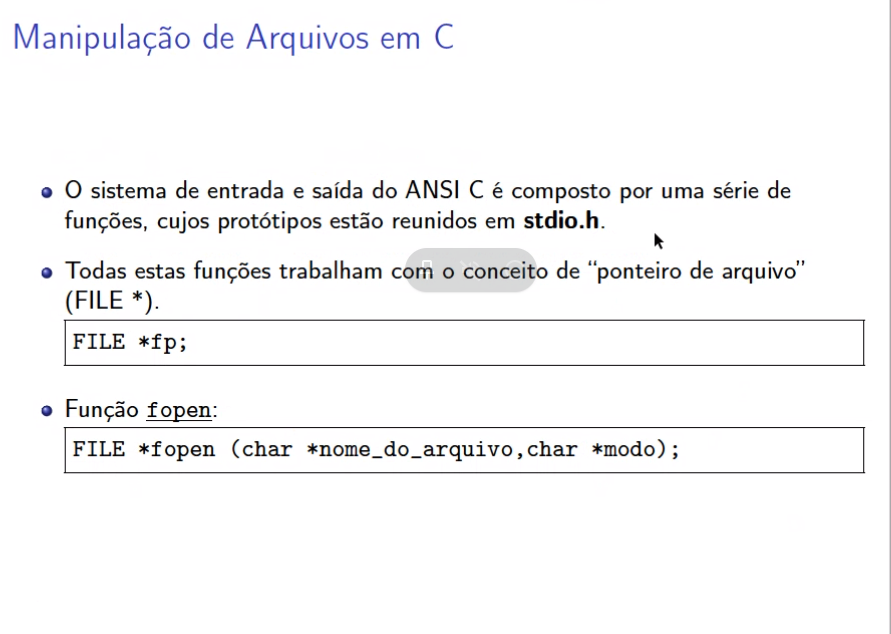 Manipulação de Arquivos em C
O sistema de entrada e saída do ANSI C é composto por uma série de
funções, cujos protótipos estão reunidos em stdio.h.
Todas estas funções trabalham com o conceito de “ponteiro de arquivo”
(FILE *).
FILE *fp;
Função fopen:
FILE *fopen (char *nome_do_arquivo,char *modo);